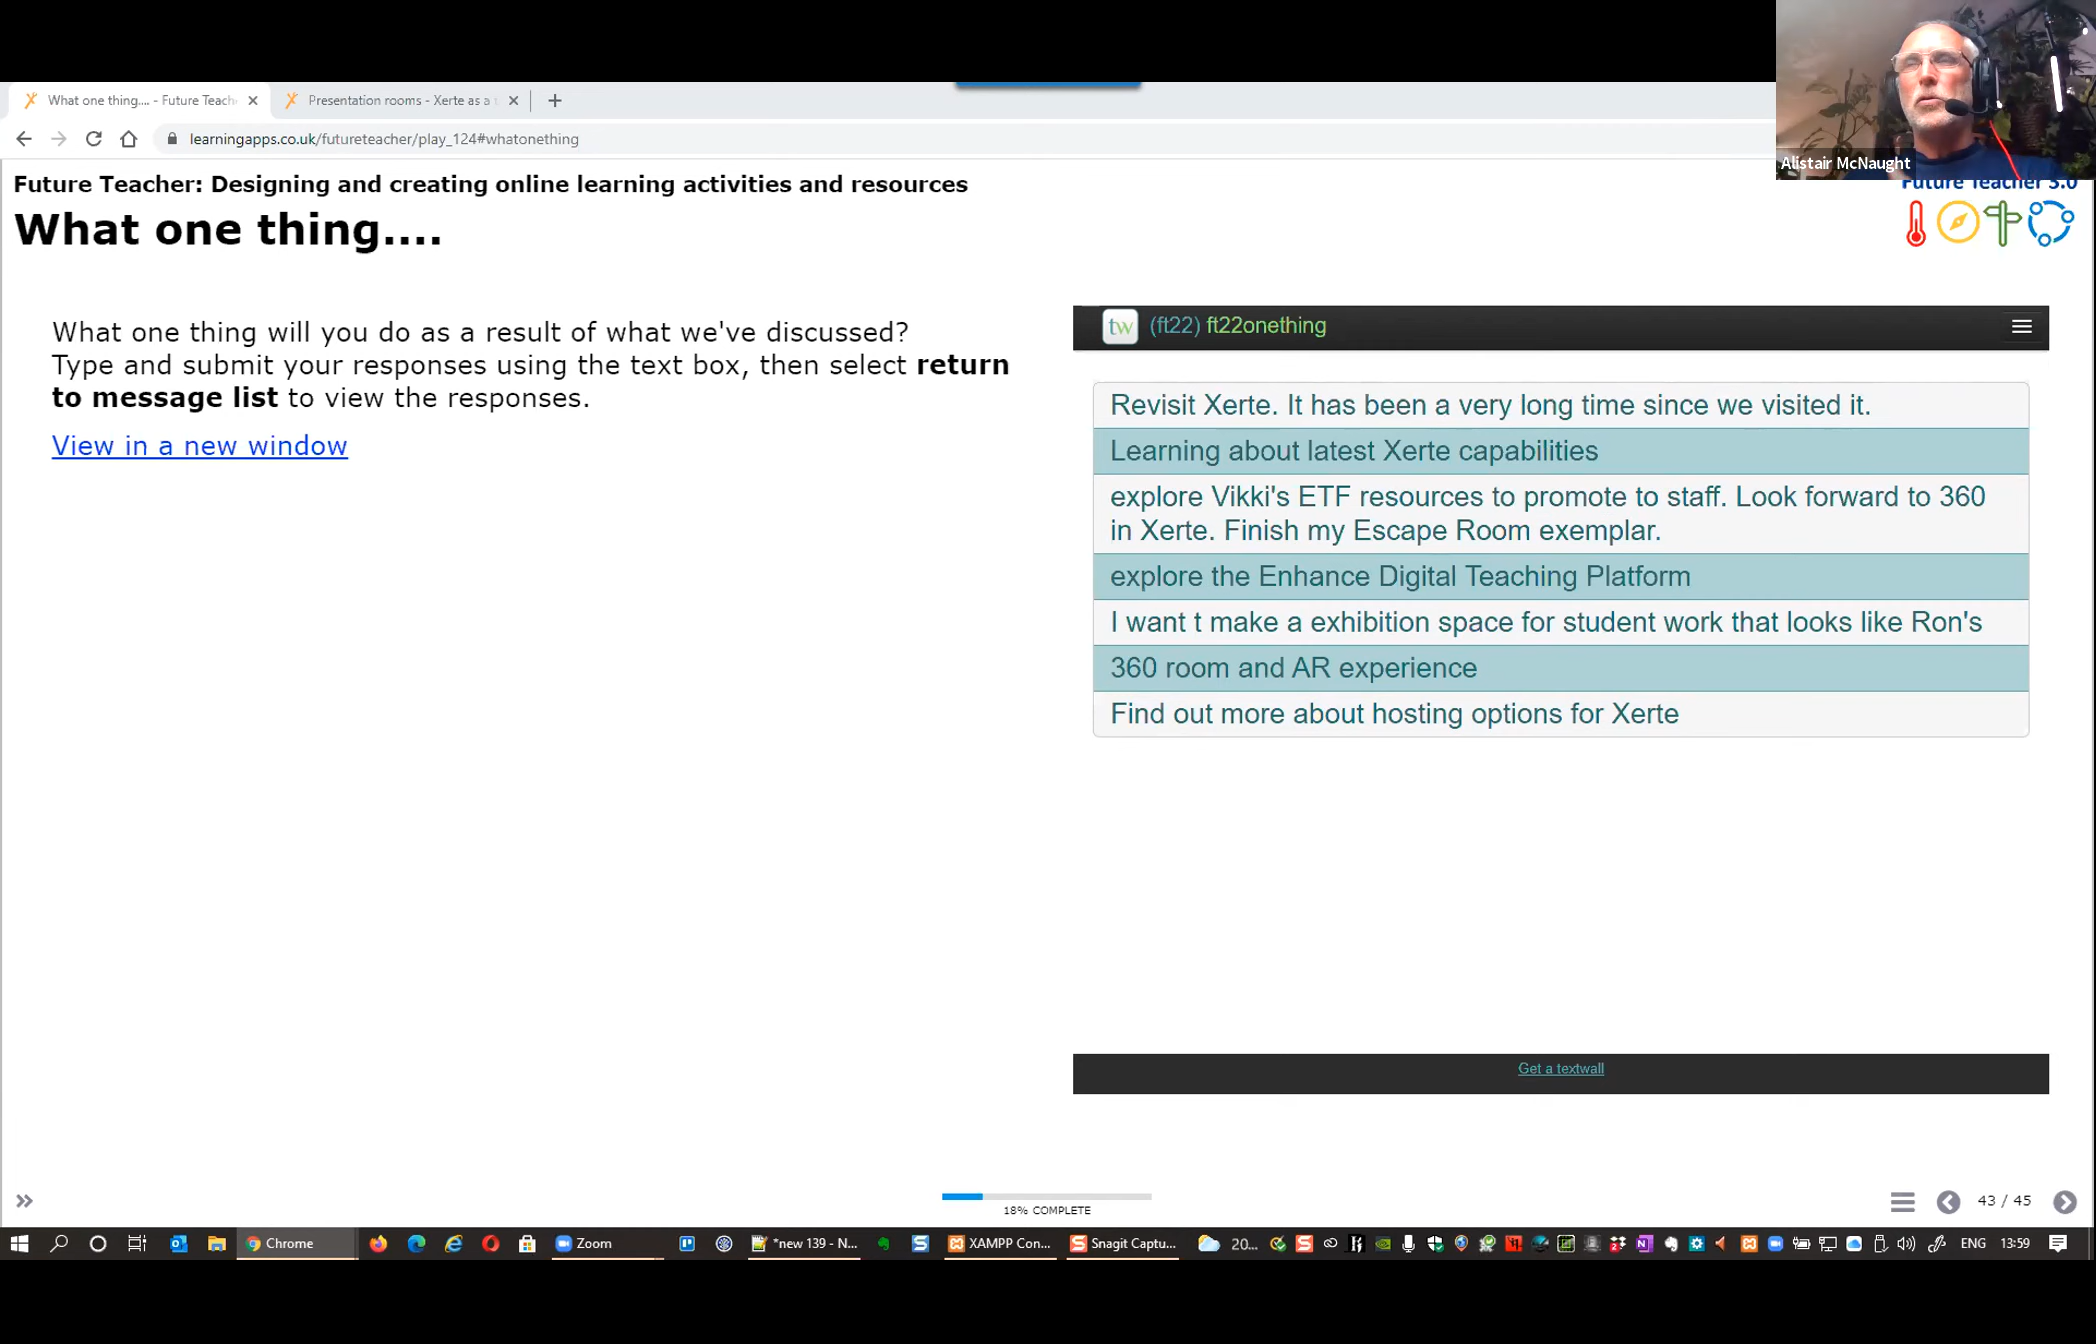 What one thing.... - Future Teach
Presentation rooms - Xerte as a
learningapps.co.uk/futureteacher/play_124#whatonething
Alistair McNaught
Future Teacher: Designing and creating online learning activities and resources
Future Teacher 3.0
What one thing....
What one thing will you do as a result of what we've discussed?
Type and submit your responses using the text box, then select return
to message list to view the responses.
View in a new window
tw (ft22) ft22onething
Revisit Xerte. It has been a very long time since we visited it.
Learning about latest Xerte capabilities
explore Vikki's ETF resources to promote to staff. Look forward to 360
in Xerte. Finish my Escape Room exemplar.
explore the Enhance Digital Teaching Platform
I want t make a exhibition space for student work that looks like Ron's
360 room and AR experience
Find out more about hosting options for Xerte
Get a textwall
18% COMPLETE
43 / 45
Chrome
Zoom
*new 139 - N...
XAMPP Con...
Snagit Captu...
20...
ENG
13:59